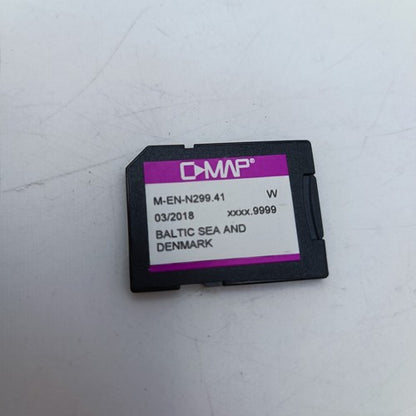 C-MAP®
M-EN-N299.41 W
03/2018 xxxx.9999
BALTIC SEA AND
DENMARK